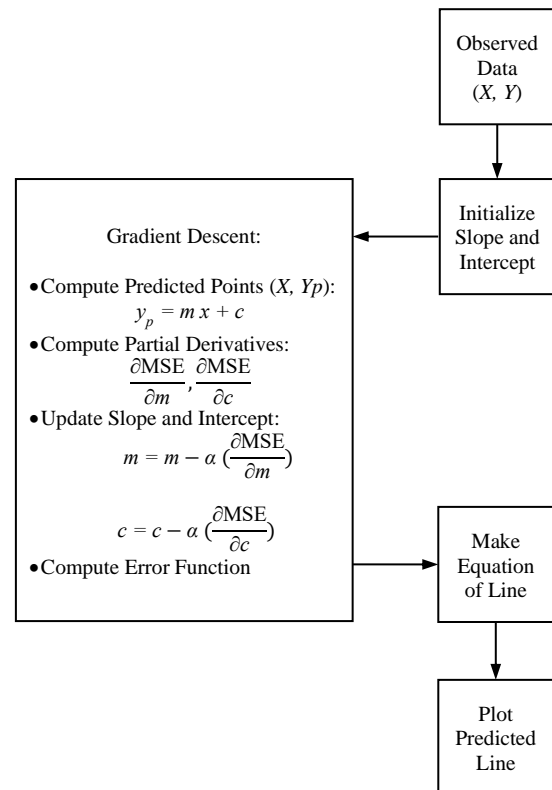 Observed
Data
(X, Y)
Initialize
Slope and
Intercept
Gradient Descent:
•Compute Predicted Points (X, Yp):
y_p = m x + c
•Compute Partial Derivatives:
∂MSE/∂m, ∂MSE/∂c
•Update Slope and Intercept:
m = m − α (∂MSE/∂m)
c = c − α (∂MSE/∂c)
•Compute Error Function
Make
Equation
of Line
Plot
Predicted
Line